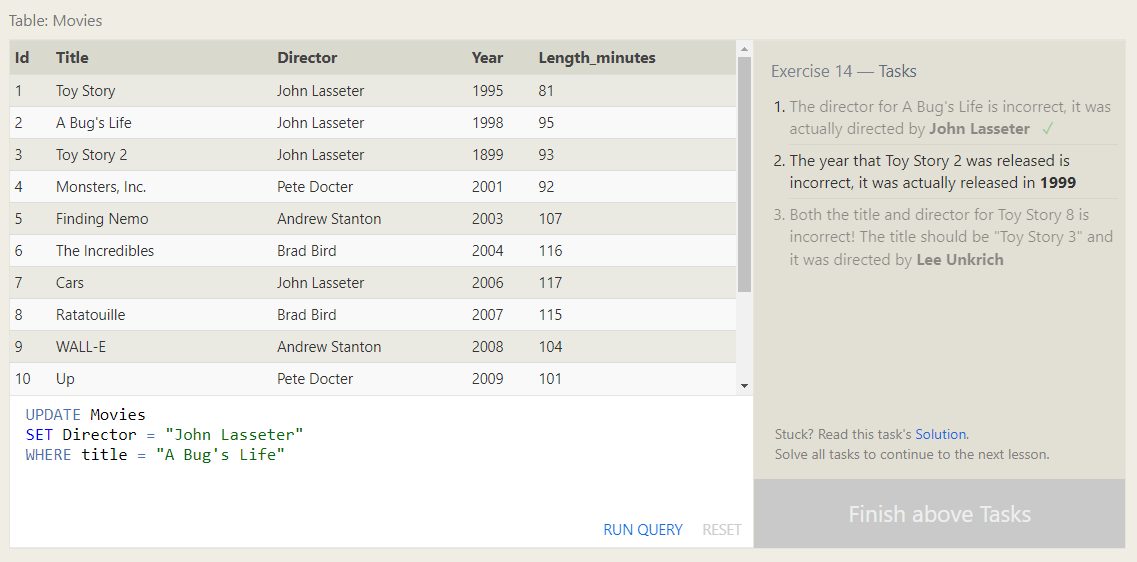 Table: Movies
Id Title Director Year Length_minutes
1 Toy Story John Lasseter 1995 81
2 A Bug's Life John Lasseter 1998 95
3 Toy Story 2 John Lasseter 1899 93
4 Monsters, Inc. Pete Docter 2001 92
5 Finding Nemo Andrew Stanton 2003 107
6 The Incredibles Brad Bird 2004 116
7 Cars John Lasseter 2006 117
8 Ratatouille Brad Bird 2007 115
9 WALL-E Andrew Stanton 2008 104
10 Up Pete Docter 2009 101
UPDATE Movies
SET Director = "John Lasseter"
WHERE title = "A Bug's Life"
RUN QUERY RESET
Exercise 14 — Tasks
1. The director for A Bug's Life is incorrect, it was
actually directed by John Lasseter ✓
2. The year that Toy Story 2 was released is
incorrect, it was actually released in 1999
3. Both the title and director for Toy Story 8 is
incorrect! The title should be "Toy Story 3" and
it was directed by Lee Unkrich
Stuck? Read this task's Solution.
Solve all tasks to continue to the next lesson.
Finish above Tasks